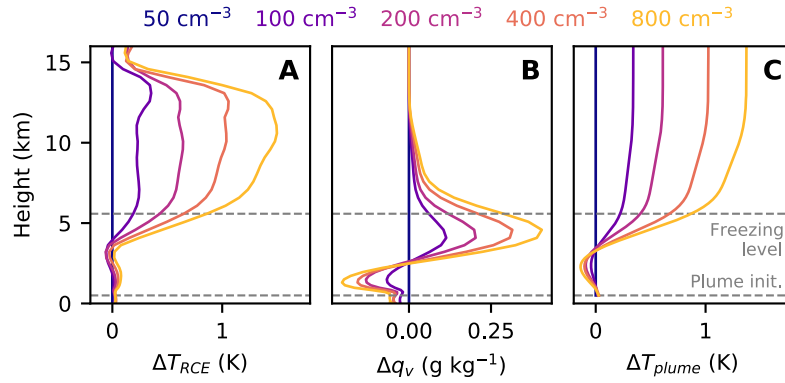 50 cm⁻³ 100 cm⁻³ 200 cm⁻³ 400 cm⁻³ 800 cm⁻³
A B C
15
10
5
0
Height (km)
Freezing
level
Plume init.
0 1 0.00 0.25 0 1
ΔT_RCE (K) Δq_v (g kg⁻¹) ΔT_plume (K)